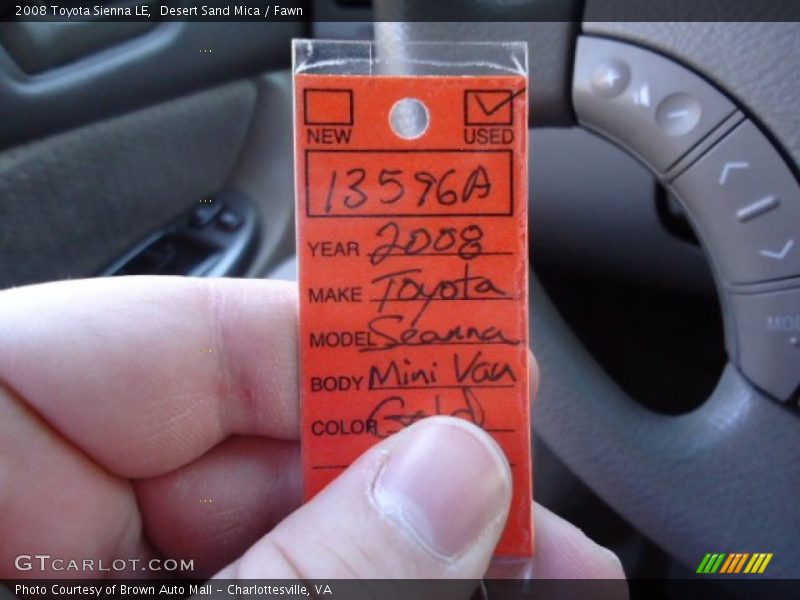 2008 Toyota Sienna LE, Desert Sand Mica / Fawn
NEW USED
13596A
YEAR 2008
MAKE Toyota
MODEL Seanna
BODY Mini Van
COLOR Gold
GTCARLOT.COM
Photo Courtesy of Brown Auto Mall - Charlottesville, VA